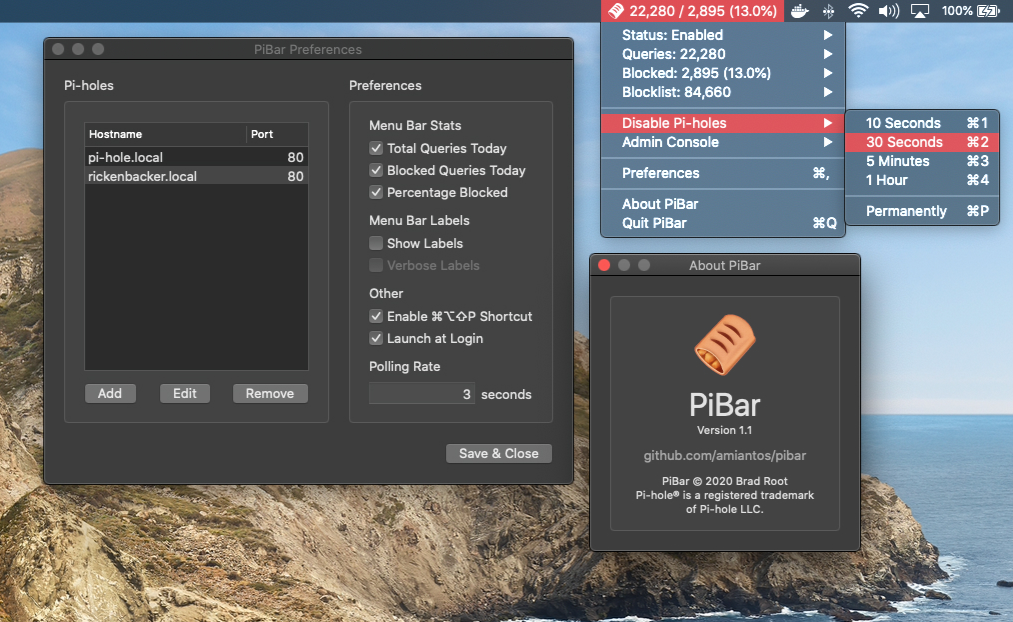 22,280 / 2,895 (13.0%)
100%
PiBar Preferences
Pi-holes
Hostname Port
pi-hole.local 80
rickenbacker.local 80
Add Edit Remove
Preferences
Menu Bar Stats
Total Queries Today
Blocked Queries Today
Percentage Blocked
Menu Bar Labels
Show Labels
Verbose Labels
Other
Enable ⌘⌥⇧P Shortcut
Launch at Login
Polling Rate
3 seconds
Save & Close
Status: Enabled
Queries: 22,280
Blocked: 2,895 (13.0%)
Blocklist: 84,660
Disable Pi-holes
Admin Console
Preferences ⌘,
About PiBar
Quit PiBar ⌘Q
10 Seconds ⌘1
30 Seconds ⌘2
5 Minutes ⌘3
1 Hour ⌘4
Permanently ⌘P
About PiBar
PiBar
Version 1.1
github.com/amiantos/pibar
PiBar © 2020 Brad Root
Pi-hole® is a registered trademark
of Pi-hole LLC.